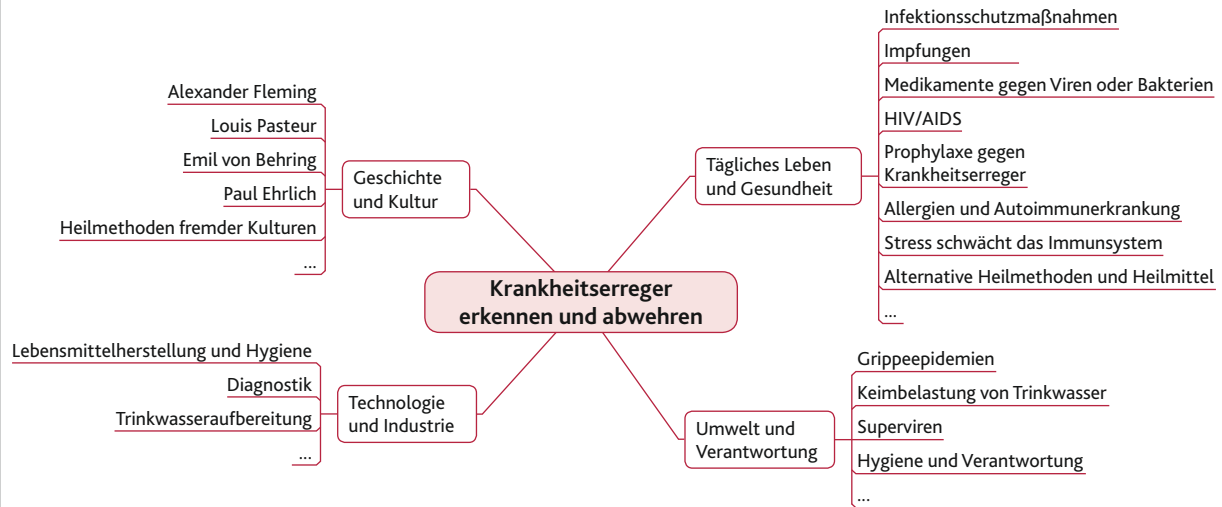 Krankheitserreger
erkennen und abwehren
Geschichte
und Kultur
Alexander Fleming
Louis Pasteur
Emil von Behring
Paul Ehrlich
Heilmethoden fremder Kulturen
...
Tägliches Leben
und Gesundheit
Infektionsschutzmaßnahmen
Impfungen
Medikamente gegen Viren oder Bakterien
HIV/AIDS
Prophylaxe gegen
Krankheitserreger
Allergien und Autoimmunerkrankung
Stress schwächt das Immunsystem
Alternative Heilmethoden und Heilmittel
...
Technologie
und Industrie
Lebensmittelherstellung und Hygiene
Diagnostik
Trinkwasseraufbereitung
...
Umwelt und
Verantwortung
Grippeepidemien
Keimbelastung von Trinkwasser
Superviren
Hygiene und Verantwortung
...